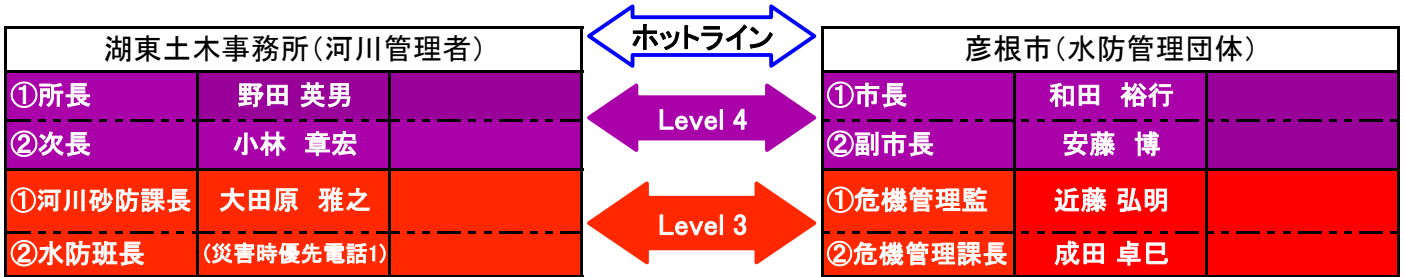 ホットライン
湖東土木事務所(河川管理者)
①所長 野田 英男
②次長 小林 章宏
①河川砂防課長 大田原 雅之
②水防班長 (災害時優先電話1)
Level 4
Level 3
彦根市(水防管理団体)
①市長 和田 裕行
②副市長 安藤 博
①危機管理監 近藤 弘明
②危機管理課長 成田 卓巳